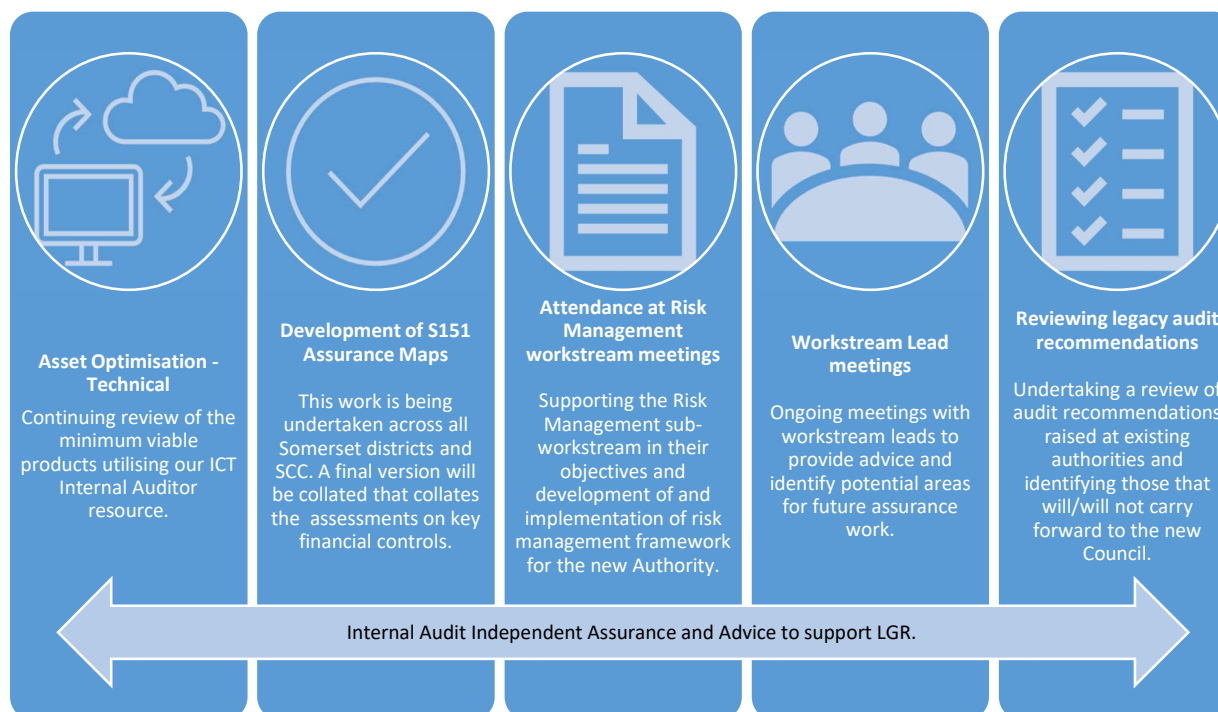 Asset Optimisation -
Technical
Continuing review of the
minimum viable
products utilising our ICT
Internal Auditor
resource.
Development of S151
Assurance Maps
This work is being
undertaken across all
Somerset districts and
SCC. A final version will
be collated that collates
the assessments on key
financial controls.
Attendance at Risk
Management
workstream meetings
Supporting the Risk
Management sub-
workstream in their
objectives and
development of and
implementation of risk
management framework
for the new Authority.
Workstream Lead
meetings
Ongoing meetings with
workstream leads to
provide advice and
identify potential areas
for future assurance
work.
Reviewing legacy audit
recommendations
Undertaking a review of
audit recommendations
raised at existing
authorities and
identifying those that
will/will not carry
forward to the new
Council.
Internal Audit Independent Assurance and Advice to support LGR.